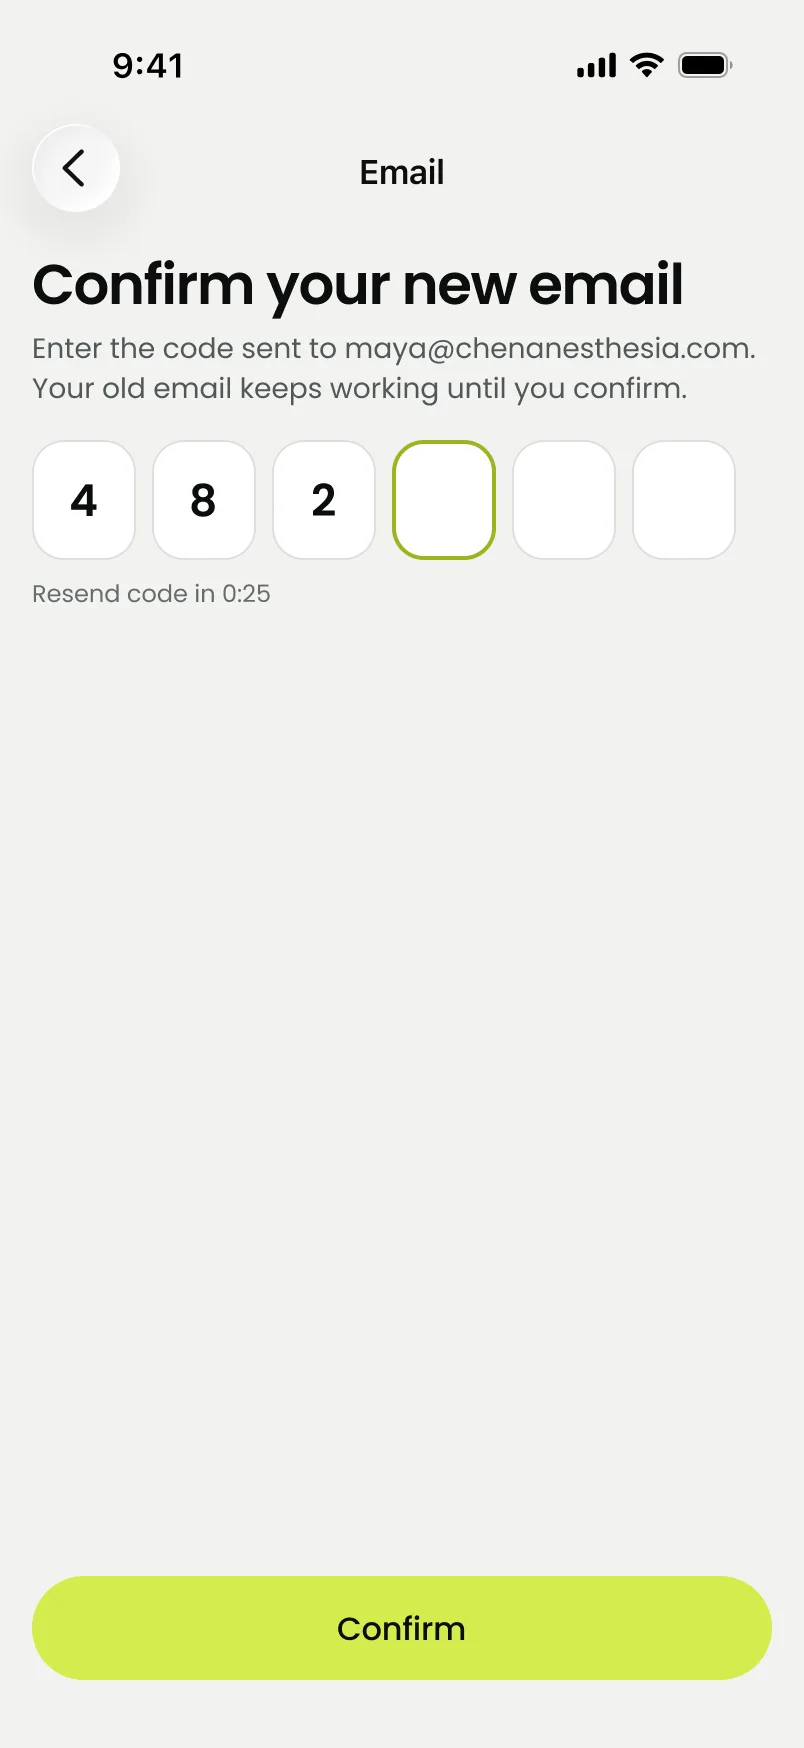 9:41
Email
Confirm your new email
Enter the code sent to maya@chenanesthesia.com.
Your old email keeps working until you confirm.
4 8 2
Resend code in 0:25
Confirm